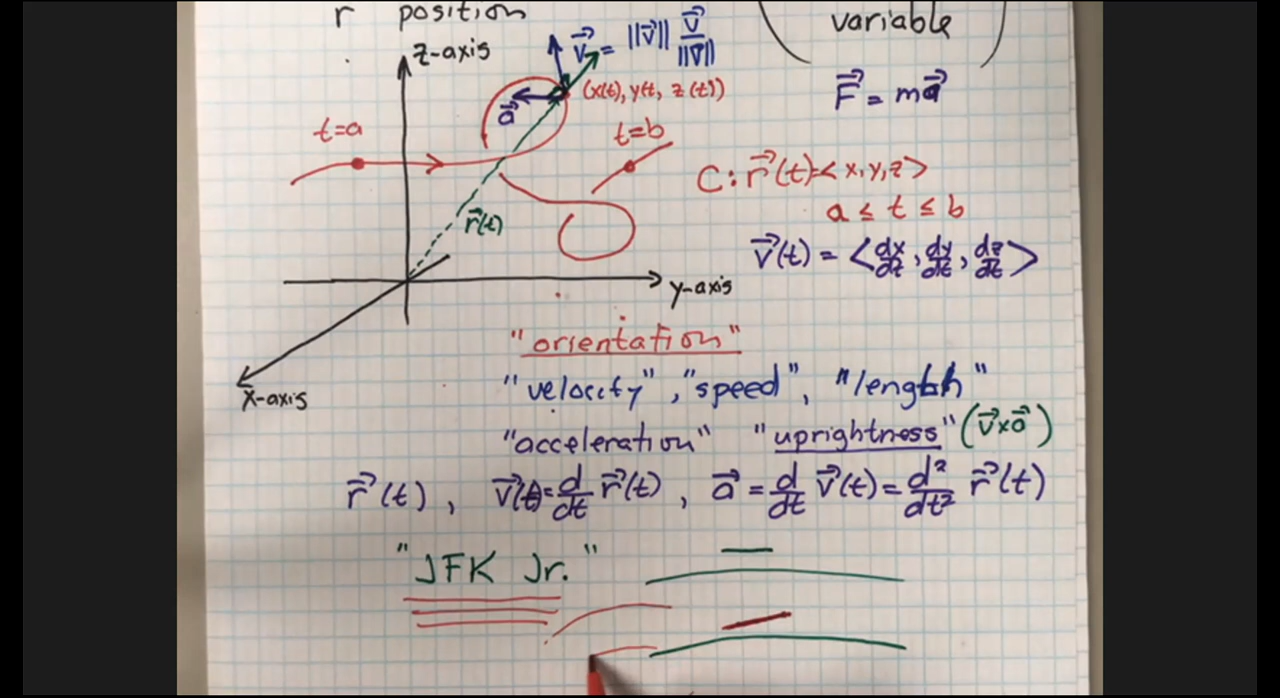 r position
variable
z-axis
v⃗ = ||v⃗|| v⃗/||v⃗||
(x(t), y(t, z(t))
a⃗
F⃗ = ma⃗
t=a
t=b
C: r⃗(t)=<x,y,z>
a ≤ t ≤ b
r⃗(t)
v⃗(t) = <dx/dt, dy/dt, dz/dt>
y-axis
x-axis
"orientation"
"velocity", "speed", "length"
"acceleration" "uprightness" (v⃗×a⃗)
r⃗(t), v⃗(t)=d/dt r⃗(t), a⃗ = d/dt v⃗(t) = d²/dt² r⃗(t)
"JFK Jr."